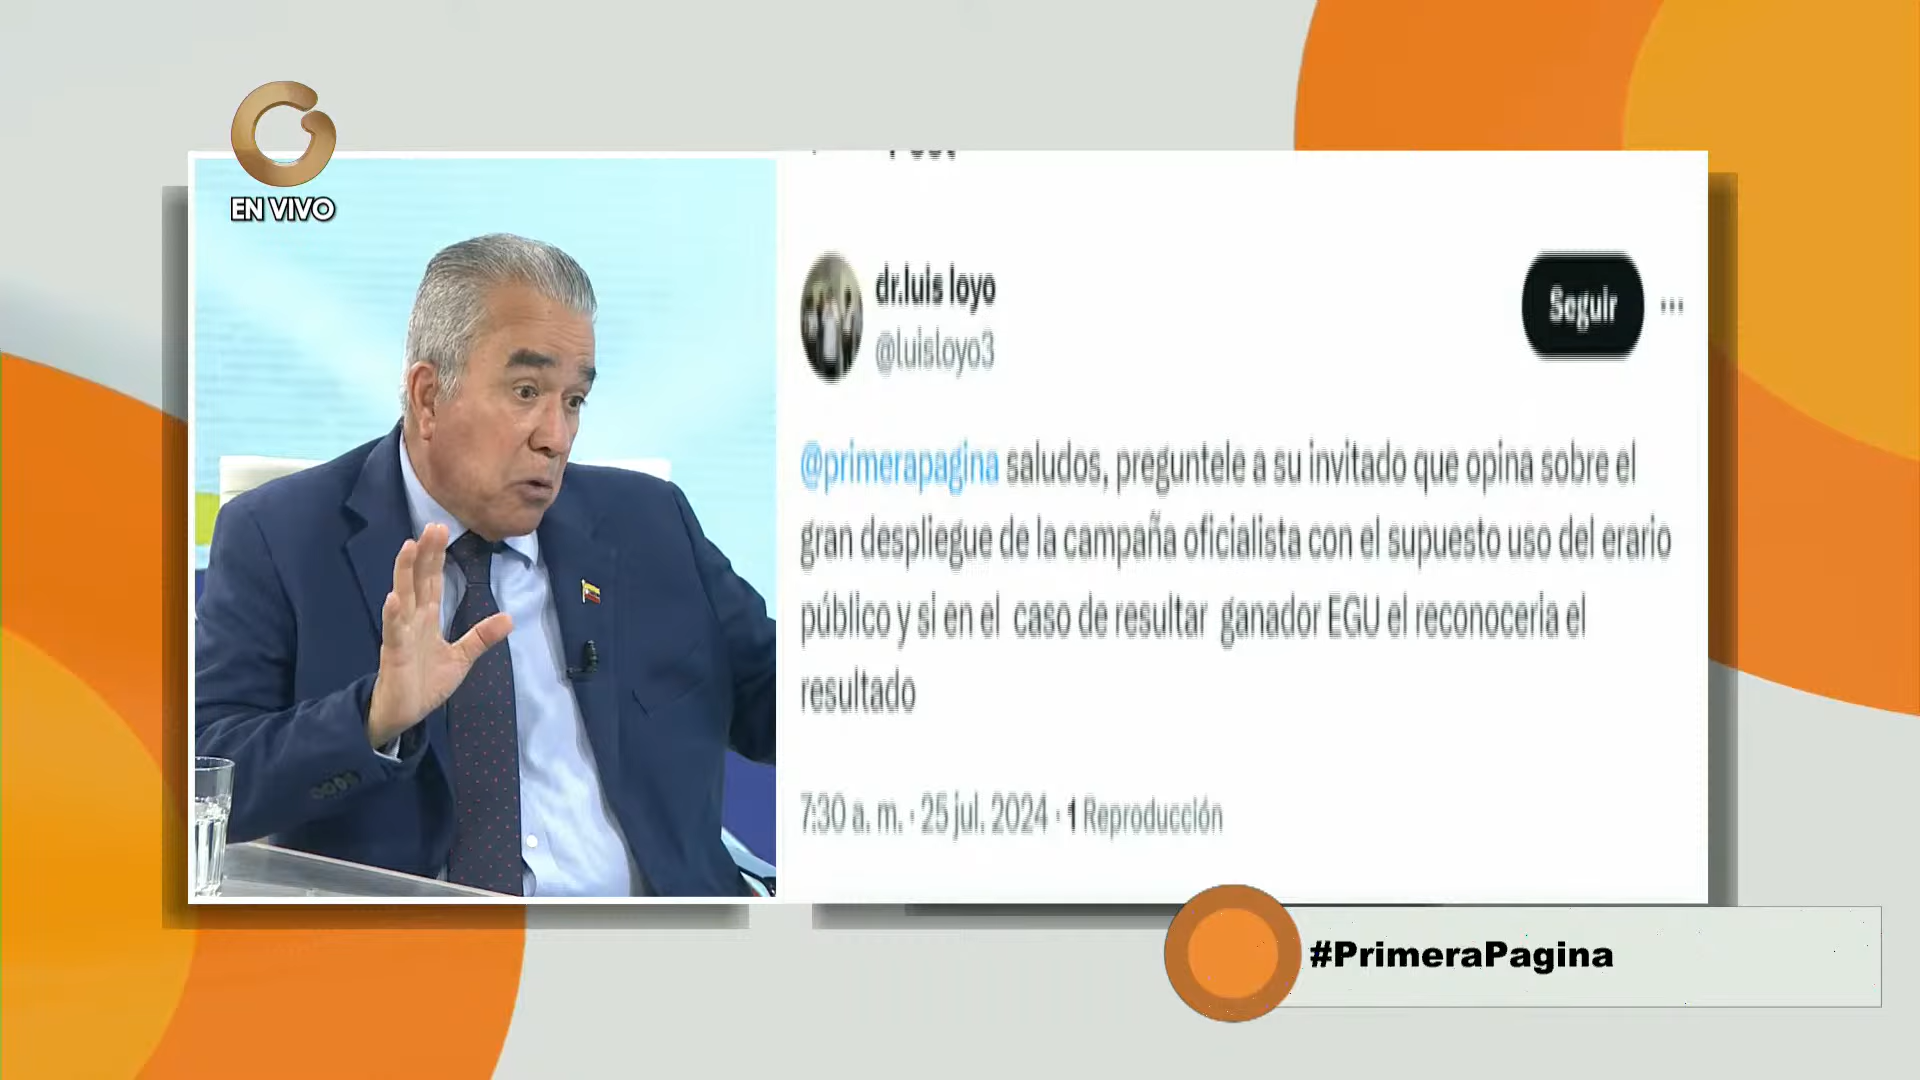 EN VIVO
dr.luis loyo
@luisloyo3
Seguir
@primerapagina saludos, preguntele a su invitado que opina sobre el
gran despliegue de la campaña oficialista con el supuesto uso del erario
público y si en el caso de resultar ganador EGU el reconoceria el
resultado
7:30 a. m. · 25 jul. 2024 · 1 Reproducción
#PrimeraPagina